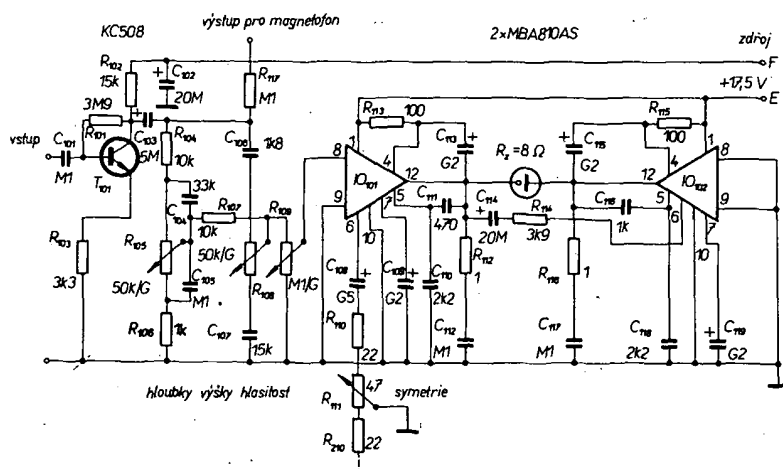 KC508
výstup pro magnetofon
2xMBA810AS
zdroj
F
R102
15k
C102
20M
R117
M1
+17,5 V
E
3M9
R101
C103
5M
R104
10k
C106
1k8
R113
100
C113
G2
C115
G2
R115
100
1
1
vstup
C101
M1
T101
8
9
4
12
5
7
10
6
IO101
Rz=8 Ω
12
4
5
6
7
10
8
9
IO102
C111
470
C114
20M
R114
3k9
C116
1k
33k
C104
R107
10k
R109
R103
3k3
R105
50k/G
C105
M1
50k/G
R108
M1/G
C108
G5
C109
G2
C110
2k2
R112
1
R116
1
R106
1k
C107
15k
R110
22
C112
M1
C117
M1
C118
2k2
C119
G2
hloubky výšky hlasitost
R111
47
symetrie
R210
22